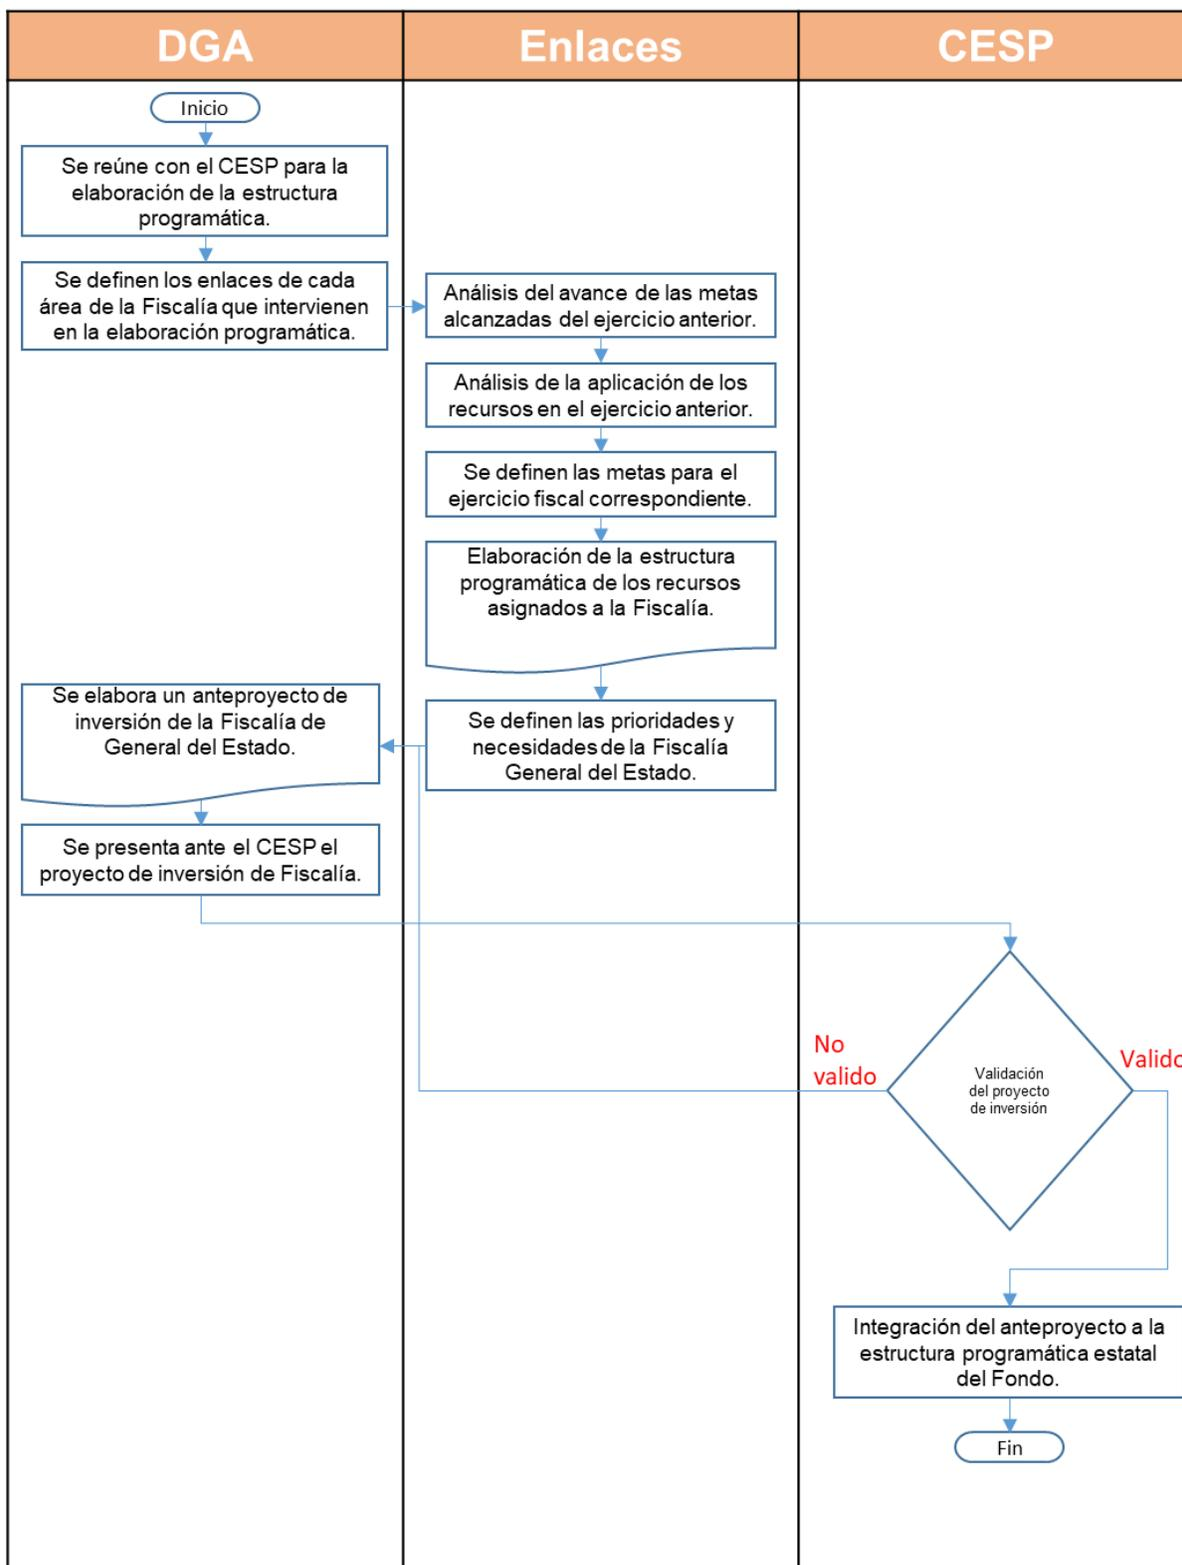 DGA
Enlaces
CESP
Inicio
Se reúne con el CESP para la
elaboración de la estructura
programática.
Se definen los enlaces de cada
área de la Fiscalía que intervienen
en la elaboración programática.
Análisis del avance de las metas
alcanzadas del ejercicio anterior.
Análisis de la aplicación de los
recursos en el ejercicio anterior.
Se definen las metas para el
ejercicio fiscal correspondiente.
Elaboración de la estructura
programática de los recursos
asignados a la Fiscalía.
Se definen las prioridades y
necesidades de la Fiscalía
General del Estado.
Se elabora un anteproyecto de
inversión de la Fiscalía de
General del Estado.
Se presenta ante el CESP el
proyecto de inversión de Fiscalía.
Validación
del proyecto
de inversión
No
valido
Valido
Integración del anteproyecto a la
estructura programática estatal
del Fondo.
Fin